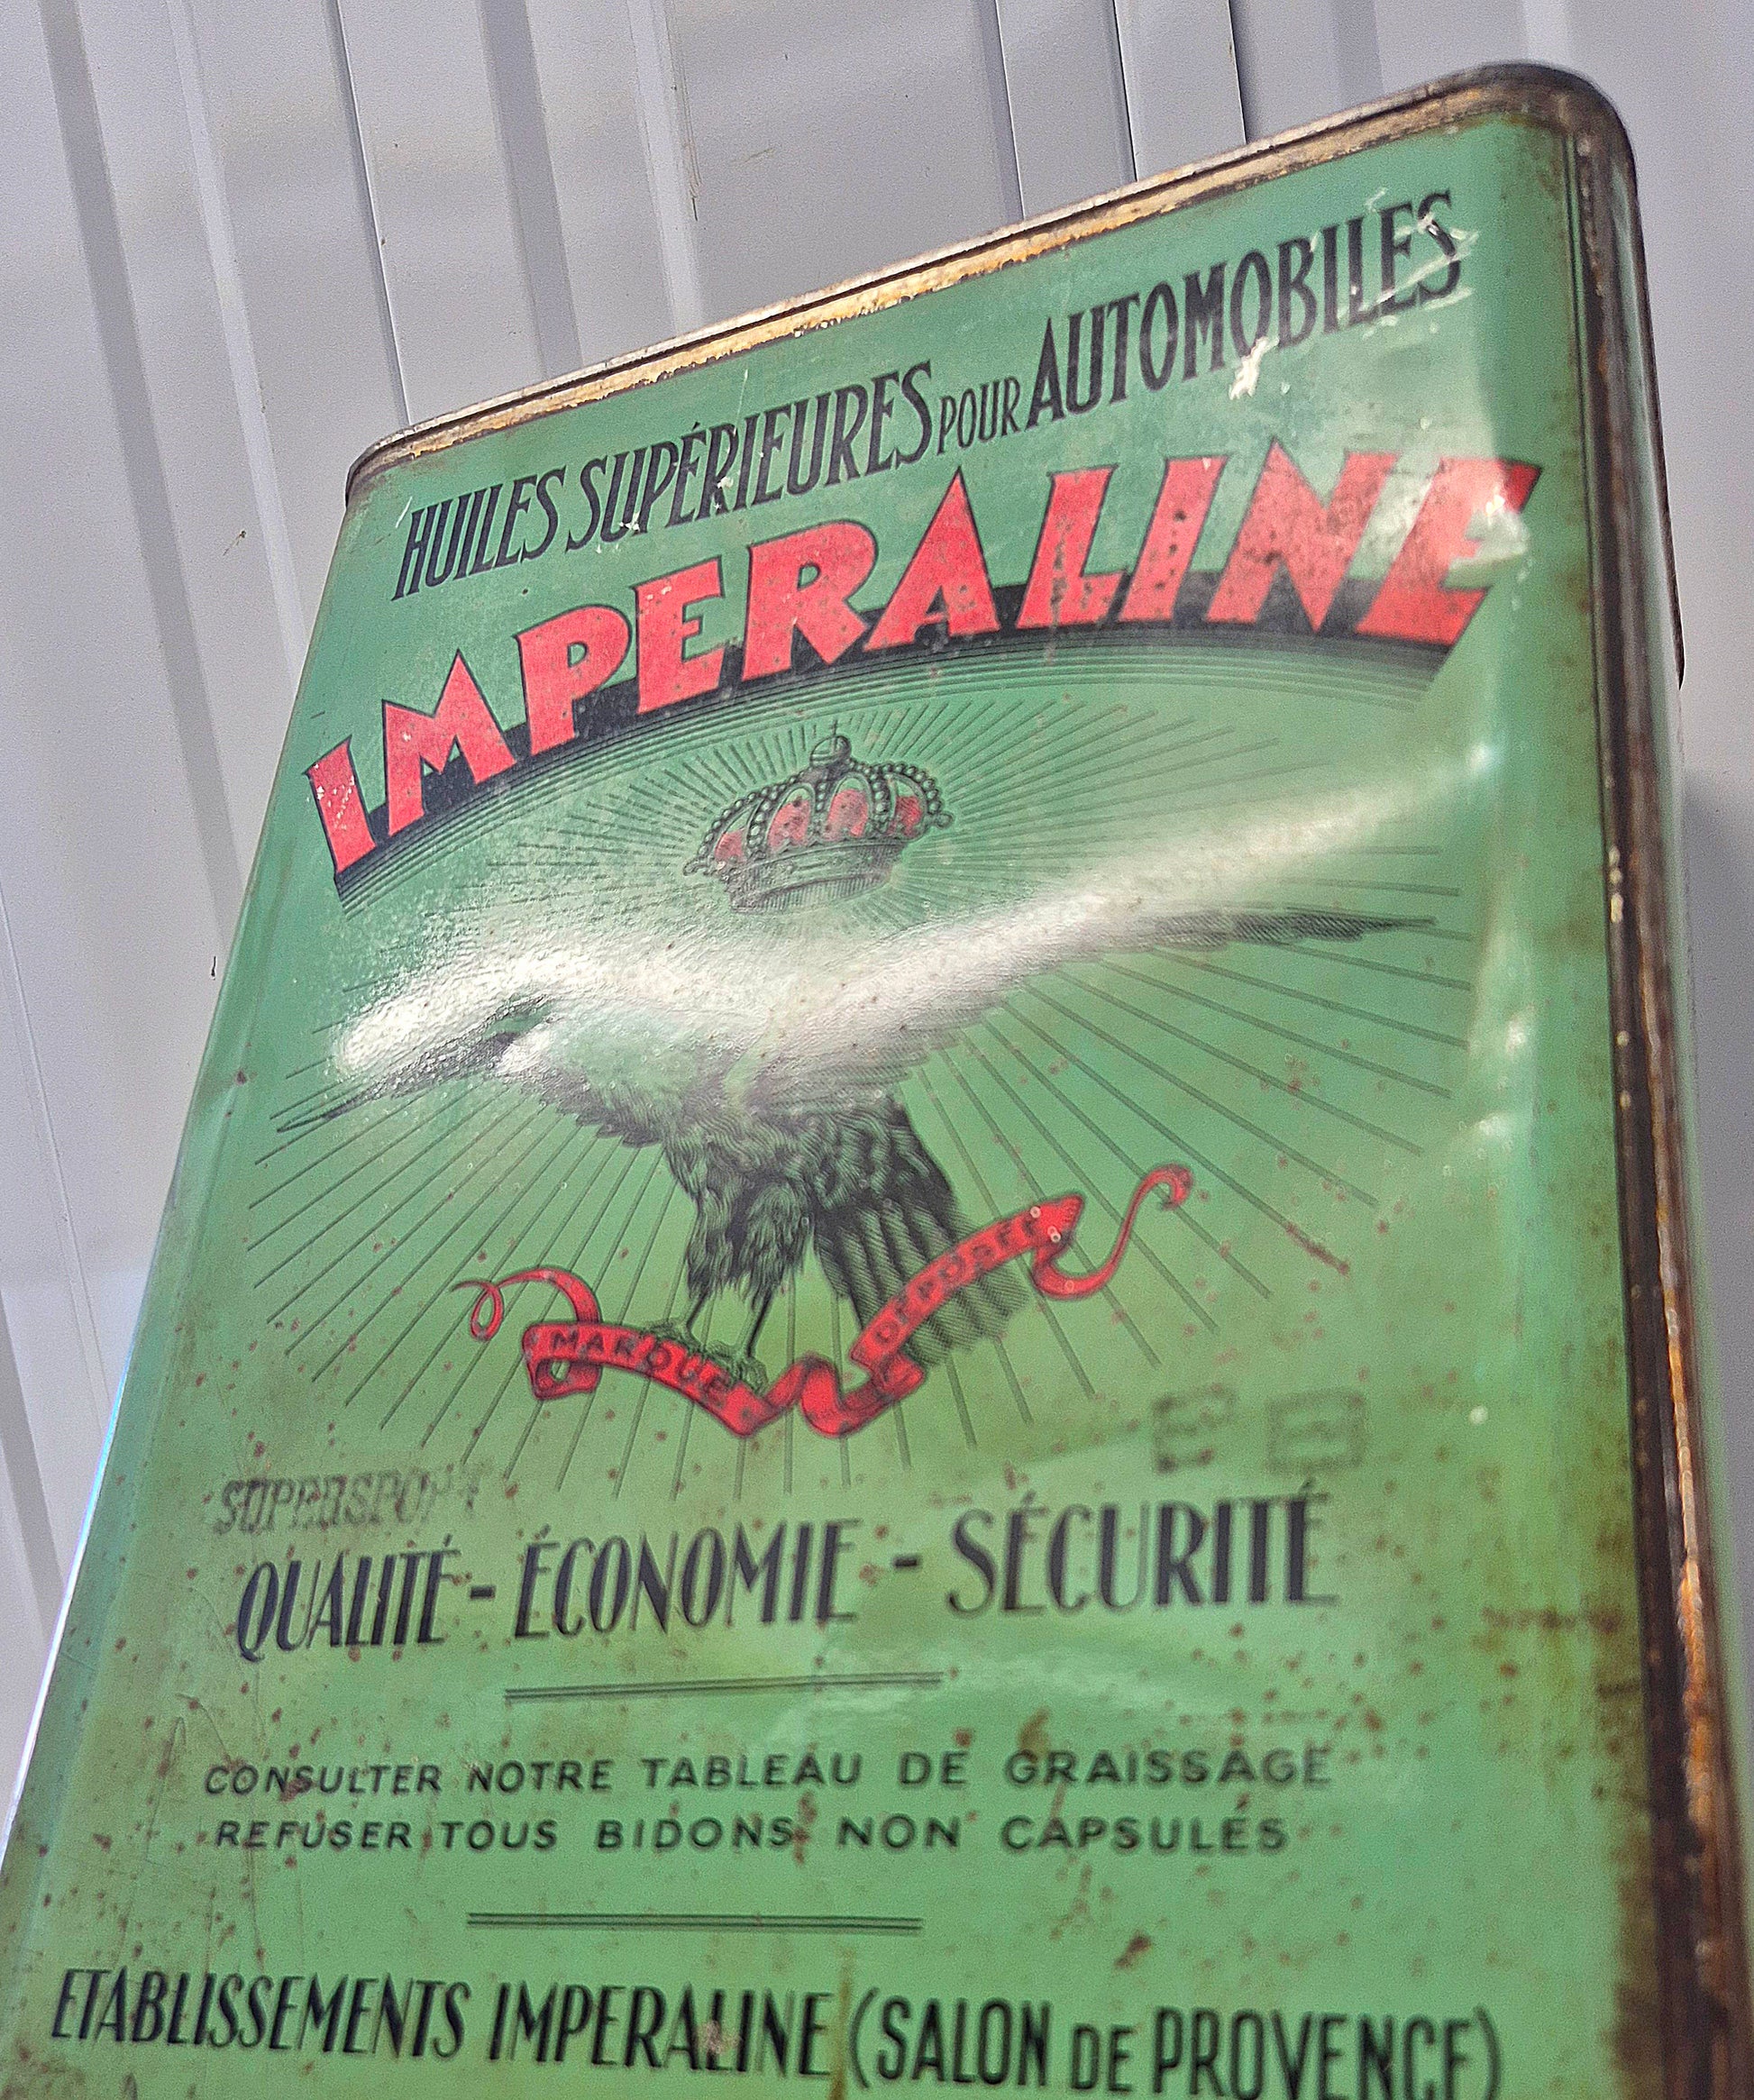 HUILES SUPÉRIEURES POUR AUTOMOBILES
IMPERALINE
MARQUE DÉPOSÉE
SUPERSPORT
QUALITÉ - ÉCONOMIE - SÉCURITÉ
CONSULTER NOTRE TABLEAU DE GRAISSAGE
REFUSER TOUS BIDONS NON CAPSULÉS
ETABLISSEMENTS IMPERALINE (SALON DE PROVENCE)